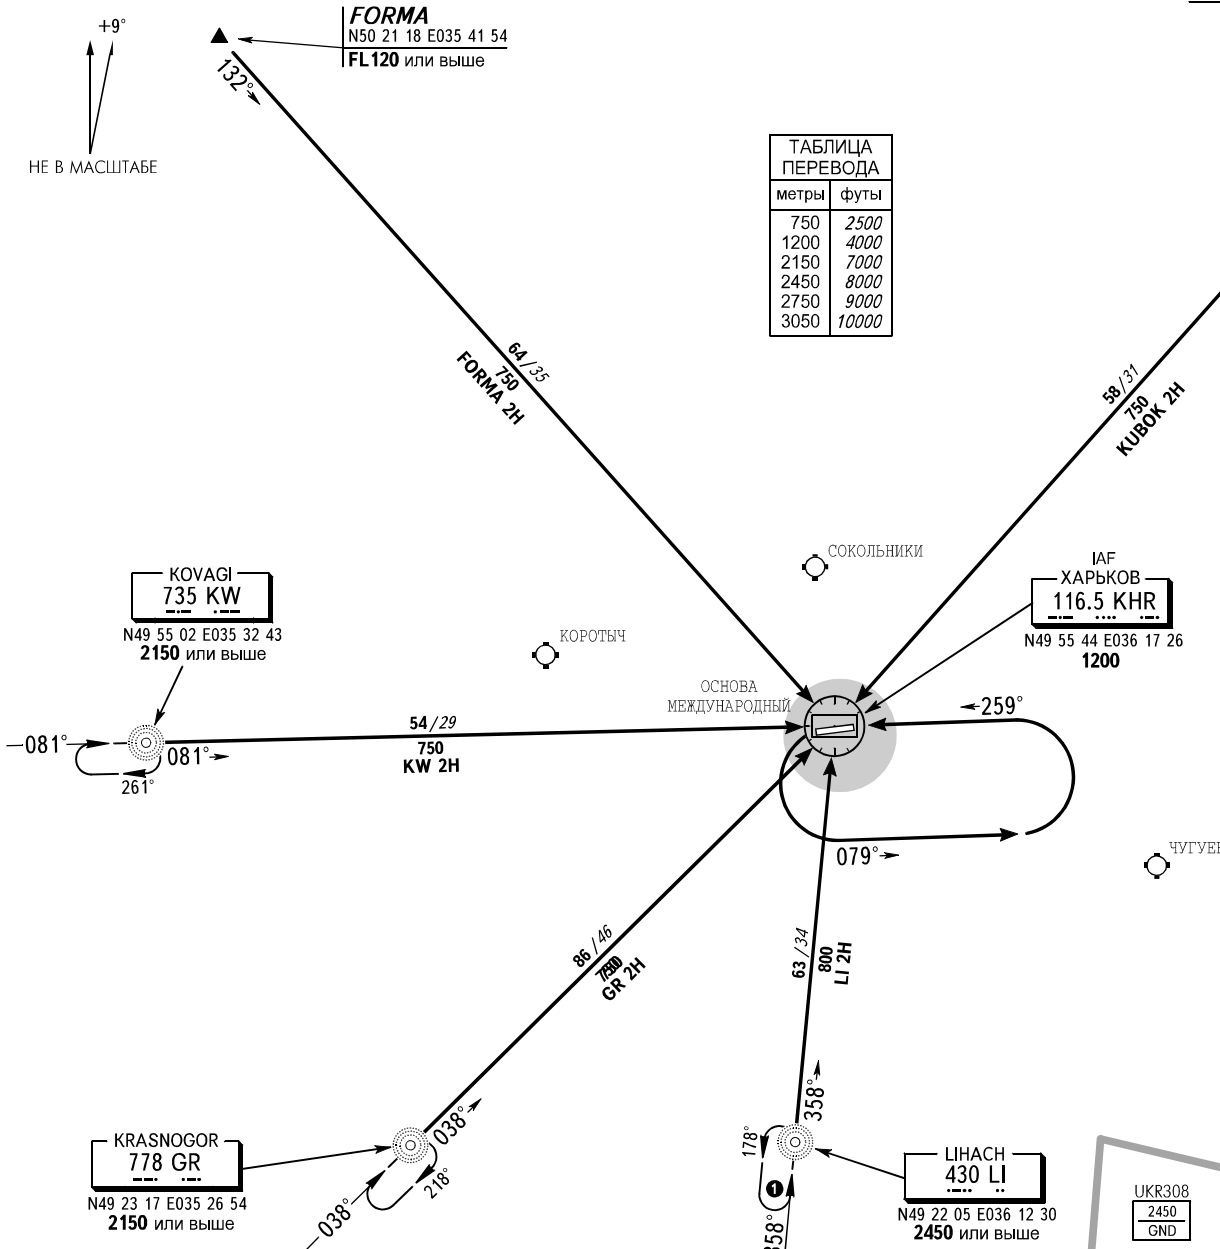 +9°
НЕ В МАСШТАБЕ
FORMA
N50 21 18 E035 41 54
FL120 или выше
132°
ТАБЛИЦА
ПЕРЕВОДА
метры футы
750 2500
1200 4000
2150 7000
2450 8000
2750 9000
3050 10000
64/35
750
FORMA 2H
58/31
750
KUBOK 2H
СОКОЛЬНИКИ
IAF
ХАРЬКОВ
116.5 KHR
N49 55 44 E036 17 26
1200
KOVAGI
735 KW
N49 55 02 E035 32 43
2150 или выше
КОРОТЫЧ
ОСНОВА
МЕЖДУНАРОДНЫЙ
259°
081°
081°
261°
54/29
750
KW 2H
079°
ЧУГУЕВ
86/46
GR 2H
63/34
800
LI 2H
358°
038°
218°
038°
178°
1
KRASNOGOR
778 GR
N49 23 17 E035 26 54
2150 или выше
LIHACH
430 LI
N49 22 05 E036 12 30
2450 или выше
UKR308
2450
GND